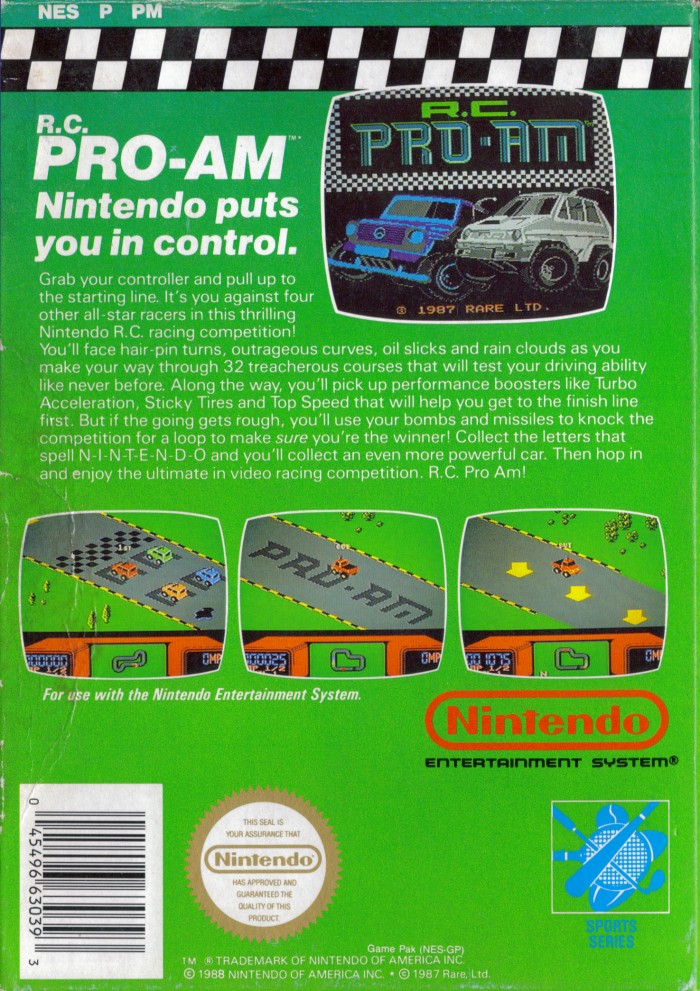 NES P PM
R.C.
PRO-AM™*
Nintendo puts
you in control.
Grab your controller and pull up to
the starting line. It's you against four
other all-star racers in this thrilling
Nintendo R.C. racing competition!
You'll face hair-pin turns, outrageous curves, oil slicks and rain clouds as you
make your way through 32 treacherous courses that will test your driving ability
like never before. Along the way, you'll pick up performance boosters like Turbo
Acceleration, Sticky Tires and Top Speed that will help you get to the finish line
first. But if the going gets rough, you'll use your bombs and missiles to knock the
competition for a loop to make sure you're the winner! Collect the letters that
spell N-I-N-T-E-N-D-O and you'll collect an even more powerful car. Then hop in
and enjoy the ultimate in video racing competition. R.C. Pro Am!
R.C.
PRO-AM™
© 1987 RARE LTD.
PRO-AM
For use with the Nintendo Entertainment System.
Nintendo
ENTERTAINMENT SYSTEM®
0 45496 63039 3
THIS SEAL IS
YOUR ASSURANCE THAT
Nintendo®
HAS APPROVED AND
GUARANTEED THE
QUALITY OF THIS
PRODUCT.
SPORTS
SERIES
Game Pak (NES-GP)
TM ® TRADEMARK OF NINTENDO OF AMERICA INC.
© 1988 NINTENDO OF AMERICA INC. • © 1987 Rare, Ltd.